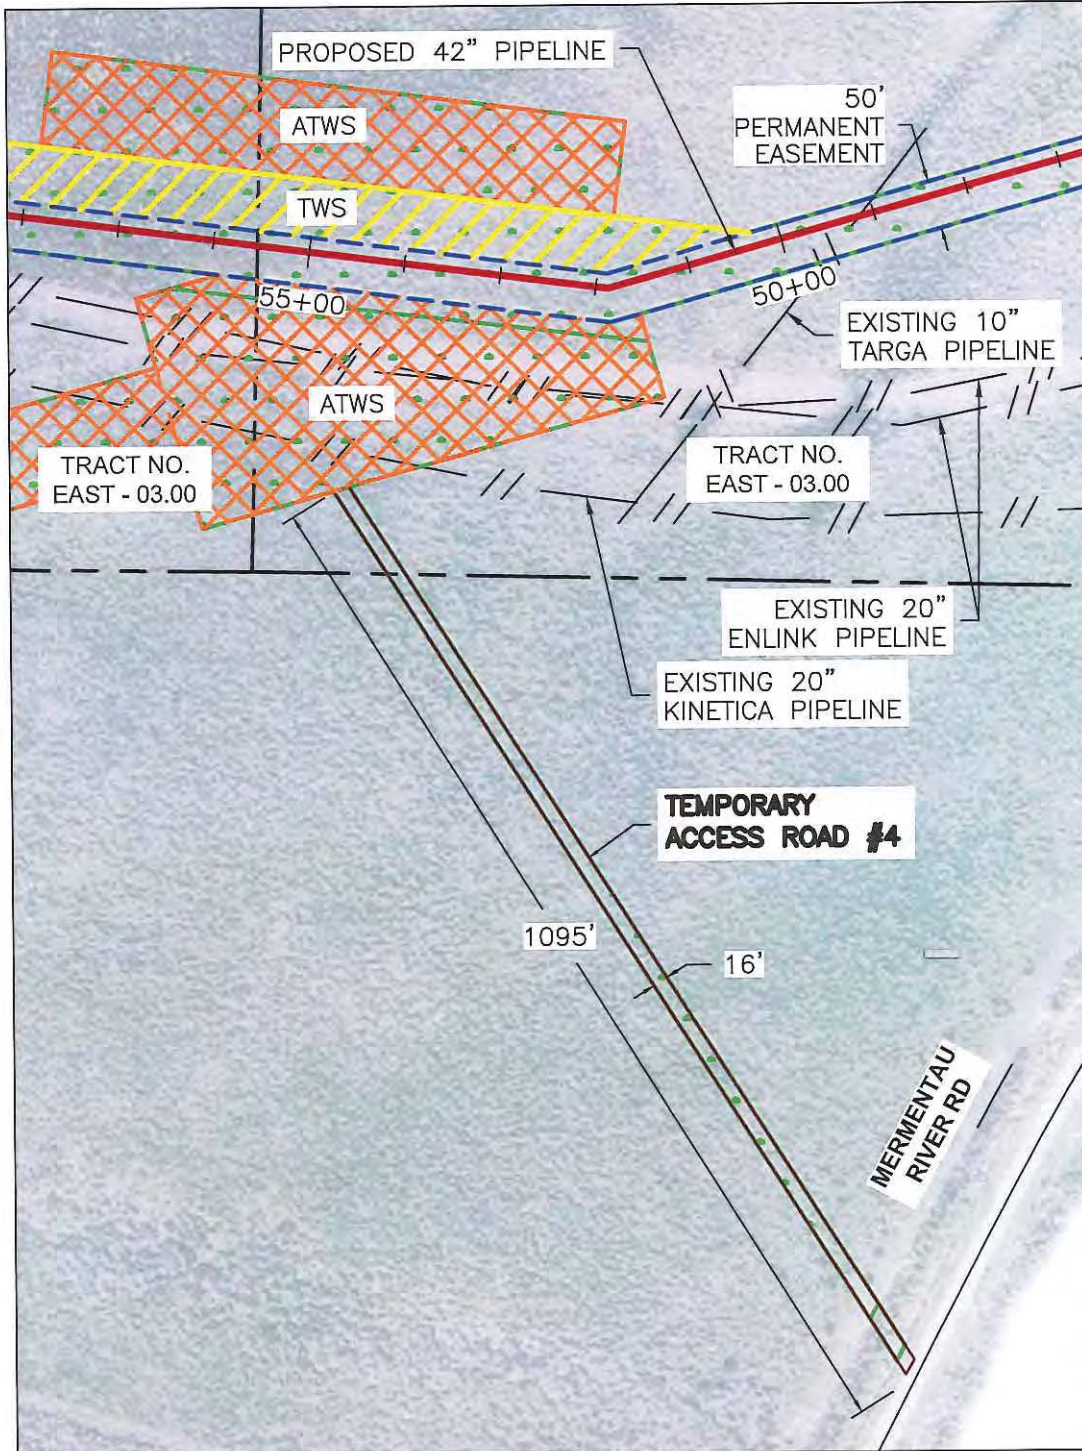 PROPOSED 42" PIPELINE
50'
PERMANENT
EASEMENT
ATWS
TWS
55+00
50+00
EXISTING 10"
TARGA PIPELINE
ATWS
TRACT NO.
EAST - 03.00
TRACT NO.
EAST - 03.00
EXISTING 20"
ENLINK PIPELINE
EXISTING 20"
KINETICA PIPELINE
TEMPORARY
ACCESS ROAD #4
1095'
16'
MERMENTAU
RIVER RD